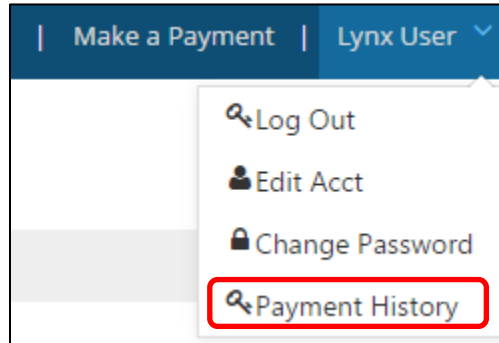 | Make a Payment | Lynx User
Log Out
Edit Acct
Change Password
Payment History